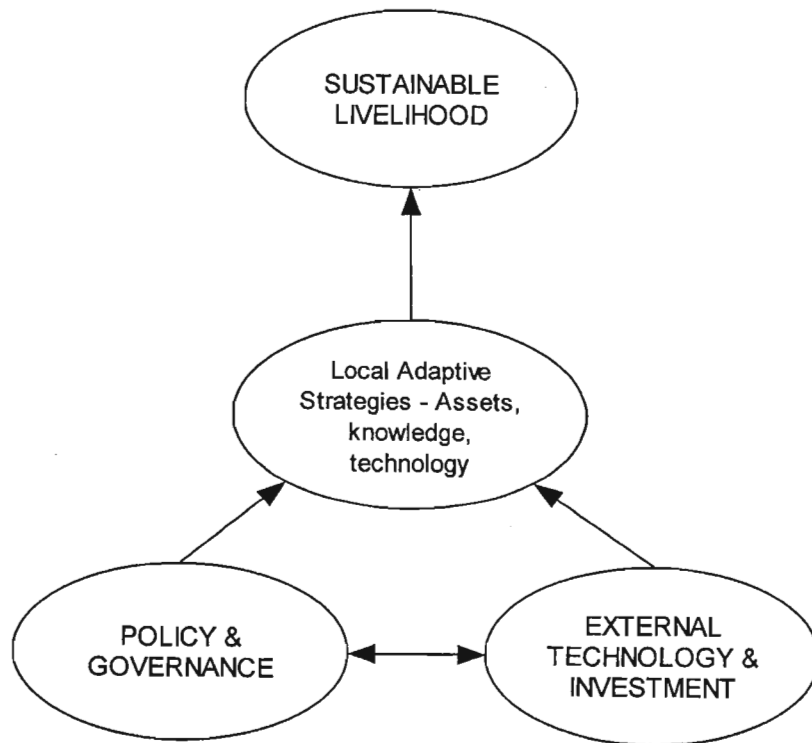 SUSTAINABLE
LIVELIHOOD
Local Adaptive
Strategies - Assets,
knowledge,
technology
POLICY &
GOVERNANCE
EXTERNAL
TECHNOLOGY &
INVESTMENT